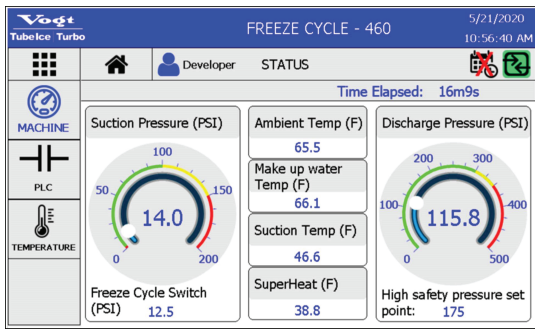 Vogt
TubeIce Turbo
FREEZE CYCLE - 460
5/21/2020
10:56:40 AM
Developer
STATUS
Time Elapsed: 16m9s
MACHINE
PLC
TEMPERATURE
Suction Pressure (PSI)
100
50
150
14.0
0
200
Freeze Cycle Switch
(PSI) 12.5
Ambient Temp (F)
65.5
Make up water
Temp (F)
66.1
Suction Temp (F)
46.6
SuperHeat (F)
38.8
Discharge Pressure (PSI)
200 300
100 400
115.8
0 500
High safety pressure set
point: 175